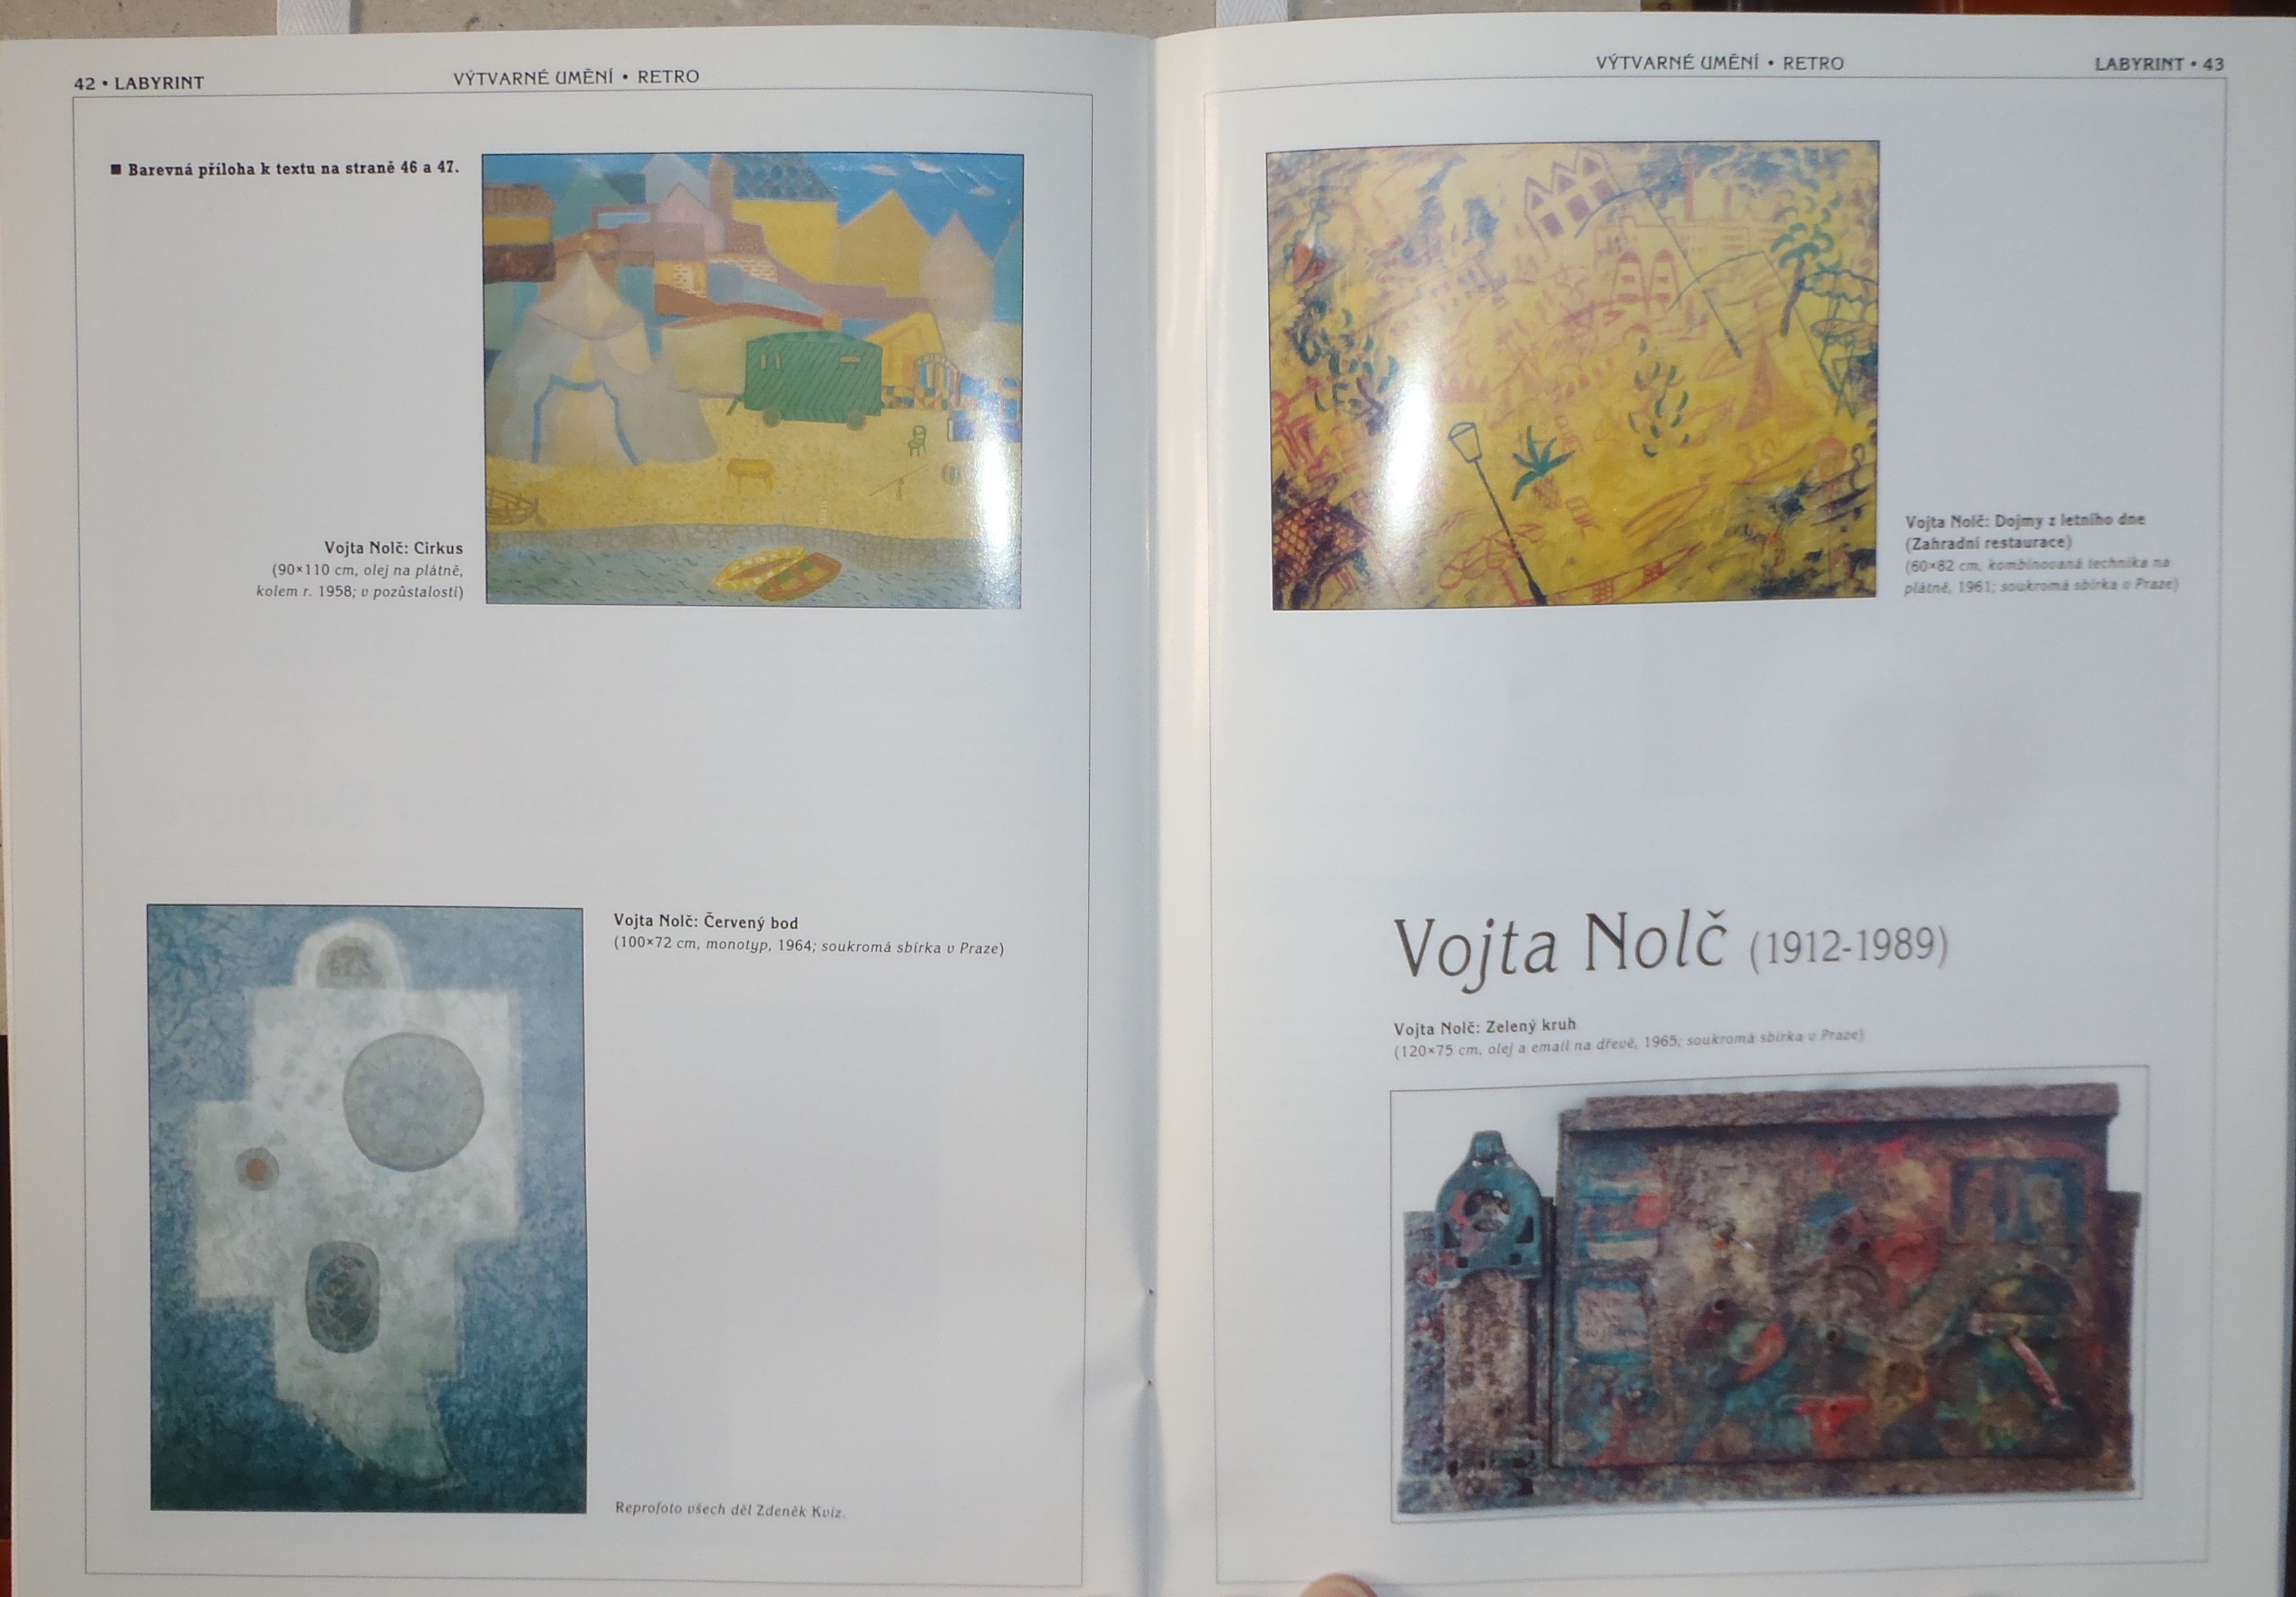 42 • LABYRINT
VÝTVARNÉ UMĚNÍ • RETRO
■ Barevná příloha k textu na straně 46 a 47.
Vojta Nolč: Cirkus
(90×110 cm, olej na plátně,
kolem r. 1958; v pozůstalosti)
Vojta Nolč: Červený bod
(100×72 cm, monotyp, 1964; soukromá sbírka v Praze)
Reprofoto všech děl Zdeněk Kvíz.
VÝTVARNÉ UMĚNÍ • RETRO
LABYRINT • 43
Vojta Nolč: Dojmy z letního dne
(Zahradní restaurace)
(60×82 cm, kombinovaná technika na
plátně, 1961; soukromá sbírka v Praze)
Vojta Nolč (1912-1989)
Vojta Nolč: Zelený kruh
(120×75 cm, olej a email na dřevě, 1965; soukromá sbírka v Praze)